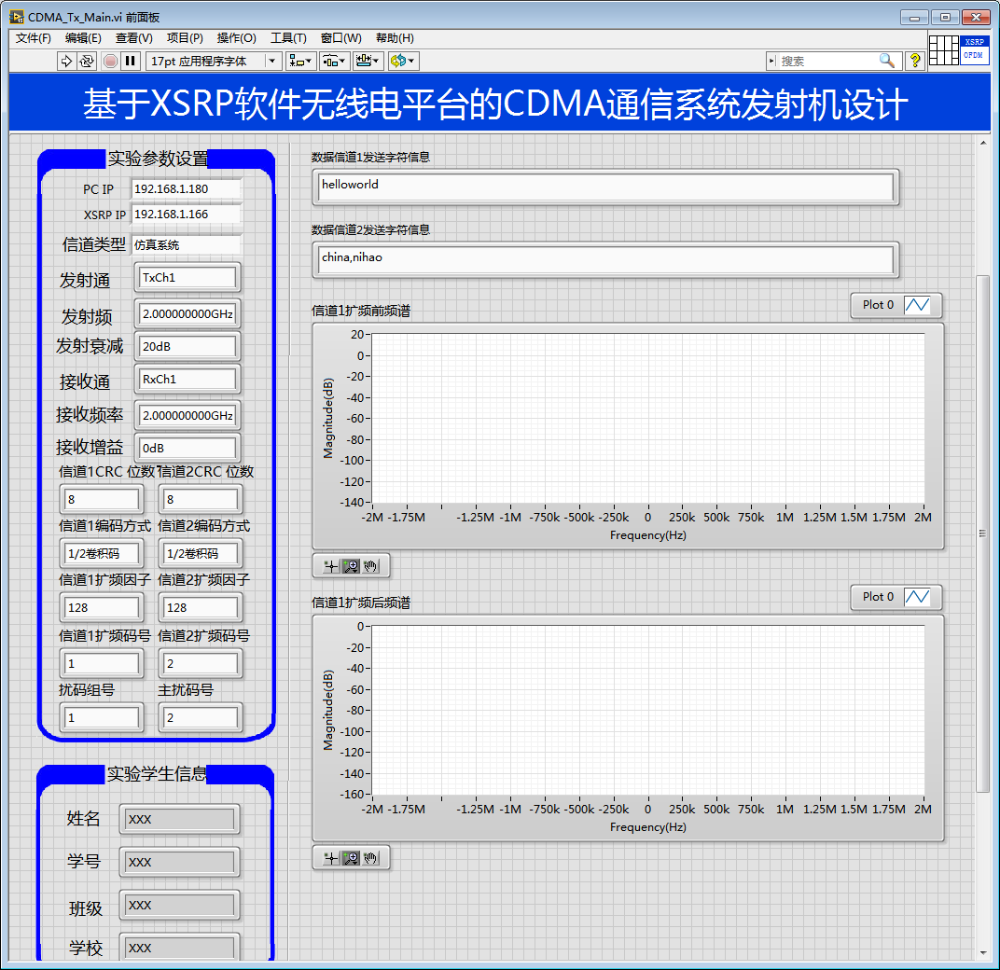 CDMA_Tx_Main.vi 前面板
文件(F) 编辑(E) 查看(V) 项目(P) 操作(O) 工具(T) 窗口(W) 帮助(H)
17pt 应用程序字体
搜索
XSRP
OFDM
基于XSRP软件无线电平台的CDMA通信系统发射机设计
实验参数设置
PC IP 192.168.1.180
XSRP IP 192.168.1.166
信道类型 仿真系统
发射通 TxCh1
发射频 2.000000000GHz
发射衰减 20dB
接收通 RxCh1
接收频率 2.000000000GHz
接收增益 0dB
信道1CRC 位数 信道2CRC 位数
8 8
信道1编码方式 信道2编码方式
1/2卷积码 1/2卷积码
信道1扩频因子 信道2扩频因子
128 128
信道1扩频码号 信道2扩频码号
1 2
扰码组号 主扰码号
1 2
实验学生信息
姓名 XXX
学号 XXX
班级 XXX
学校 XXX
数据信道1发送字符信息
helloworld
数据信道2发送字符信息
china,nihao
信道1扩频前频谱
Plot 0
Magnitude(dB)
20
0
-20
-40
-60
-80
-100
-120
-140
-2M -1.75M -1.25M -1M -750k -500k -250k 0 250k 500k 750k 1M 1.25M 1.5M 1.75M 2M
Frequency(Hz)
信道1扩频后频谱
Plot 0
Magnitude(dB)
0
-20
-40
-60
-80
-100
-120
-140
-160
-2M -1.75M -1.25M -1M -750k -500k -250k 0 250k 500k 750k 1M 1.25M 1.5M 1.75M 2M
Frequency(Hz)